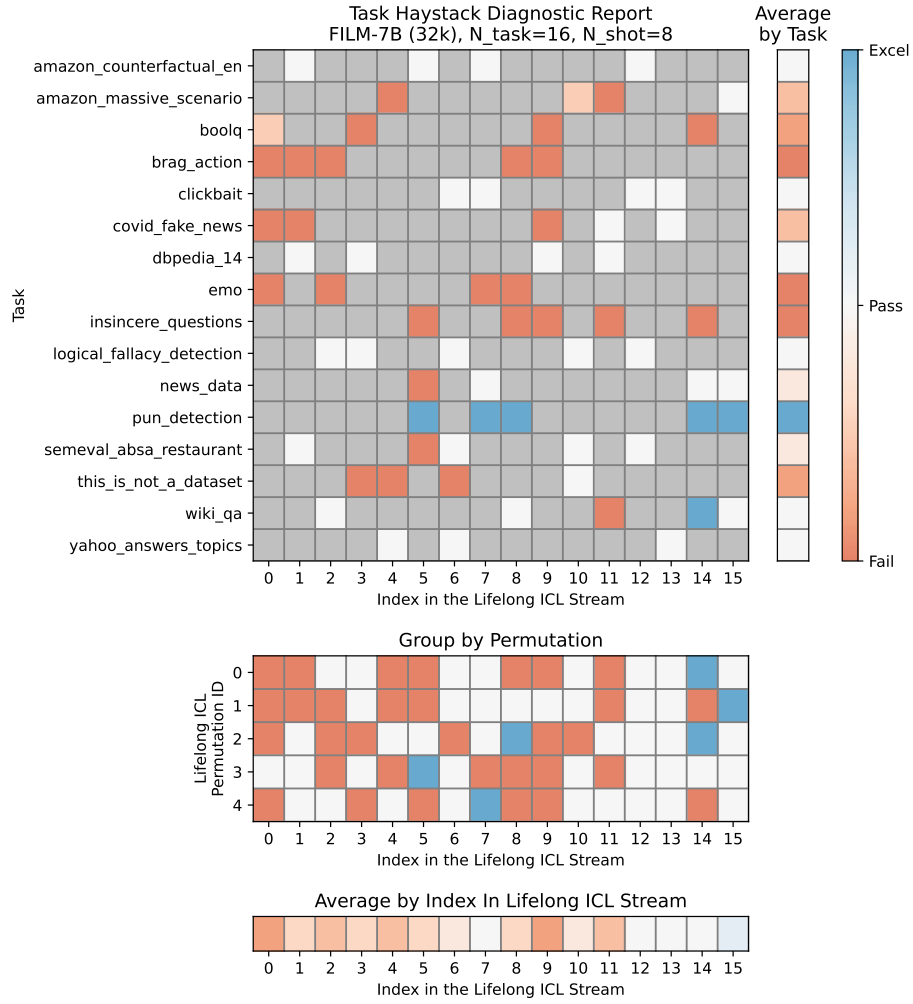 Task Haystack Diagnostic Report
FILM-7B (32k), N_task=16, N_shot=8
Average
by Task
Task
amazon_counterfactual_en
amazon_massive_scenario
boolq
brag_action
clickbait
covid_fake_news
dbpedia_14
emo
insincere_questions
logical_fallacy_detection
news_data
pun_detection
semeval_absa_restaurant
this_is_not_a_dataset
wiki_qa
yahoo_answers_topics
0 1 2 3 4 5 6 7 8 9 10 11 12 13 14 15
Index in the Lifelong ICL Stream
Excel
Pass
Fail
Group by Permutation
Lifelong ICL
Permutation ID
0
1
2
3
4
0 1 2 3 4 5 6 7 8 9 10 11 12 13 14 15
Index in the Lifelong ICL Stream
Average by Index In Lifelong ICL Stream
0 1 2 3 4 5 6 7 8 9 10 11 12 13 14 15
Index in the Lifelong ICL Stream